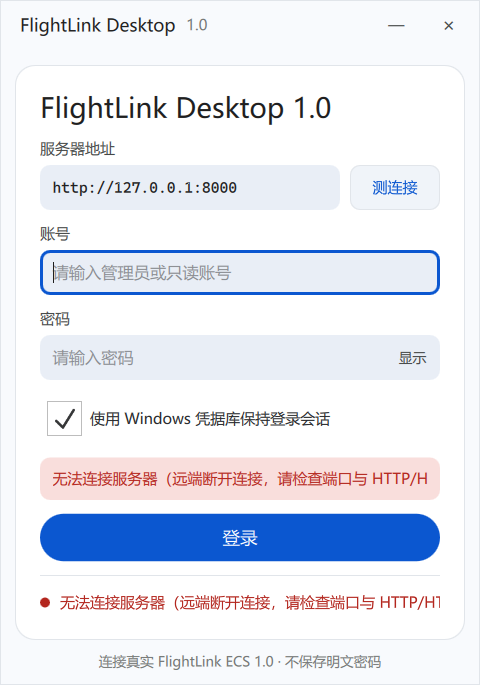 FlightLink Desktop 1.0
FlightLink Desktop 1.0
服务器地址
http://127.0.0.1:8000 测连接
账号
请输入管理员或只读账号
密码
请输入密码 显示
使用 Windows 凭据库保持登录会话
无法连接服务器（远端断开连接，请检查端口与 HTTP/H
登录
无法连接服务器（远端断开连接，请检查端口与 HTTP/HT
连接真实 FlightLink ECS 1.0 · 不保存明文密码